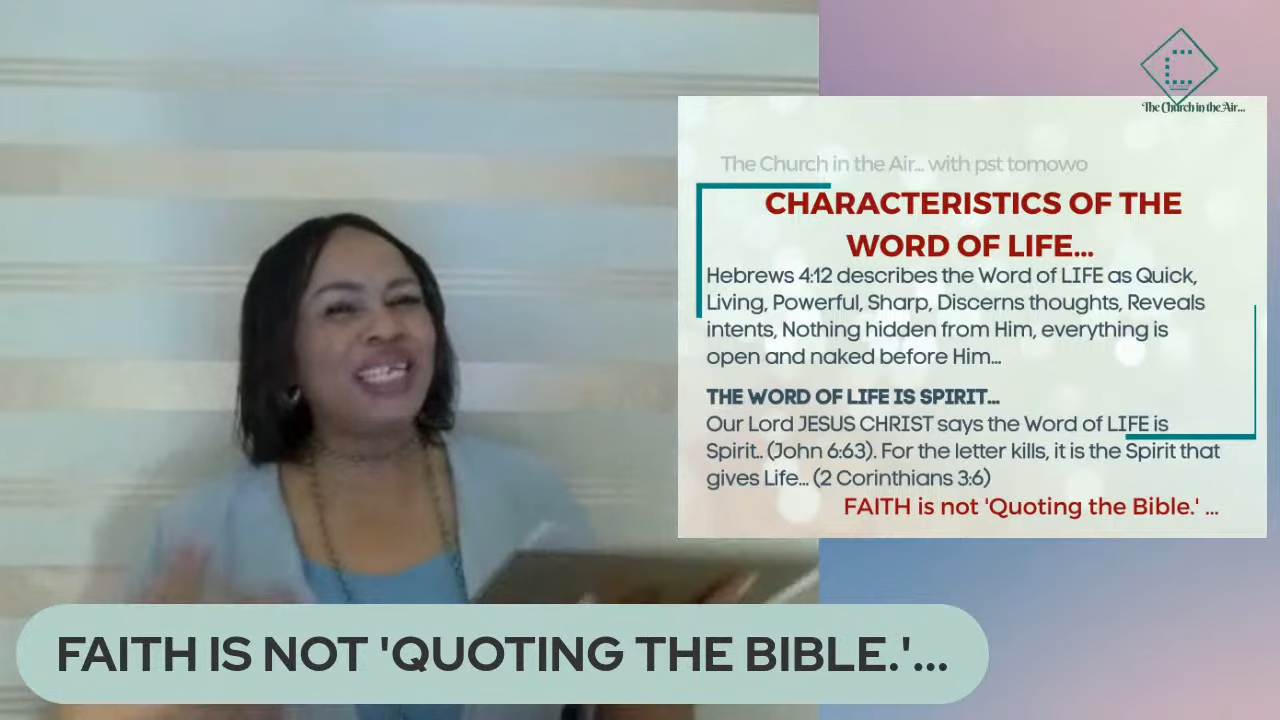 The Church in the Air...
The Church in the Air... with pst tomowo
CHARACTERISTICS OF THE
WORD OF LIFE...
Hebrews 4:12 describes the Word of LIFE as Quick,
Living, Powerful, Sharp, Discerns thoughts, Reveals
intents, Nothing hidden from Him, everything is
open and naked before Him...
THE WORD OF LIFE IS SPIRIT...
Our Lord JESUS CHRIST says the Word of LIFE is
Spirit.. (John 6:63). For the letter kills, it is the Spirit that
gives Life... (2 Corinthians 3:6)
FAITH is not 'Quoting the Bible.' ...
FAITH IS NOT 'QUOTING THE BIBLE.'...